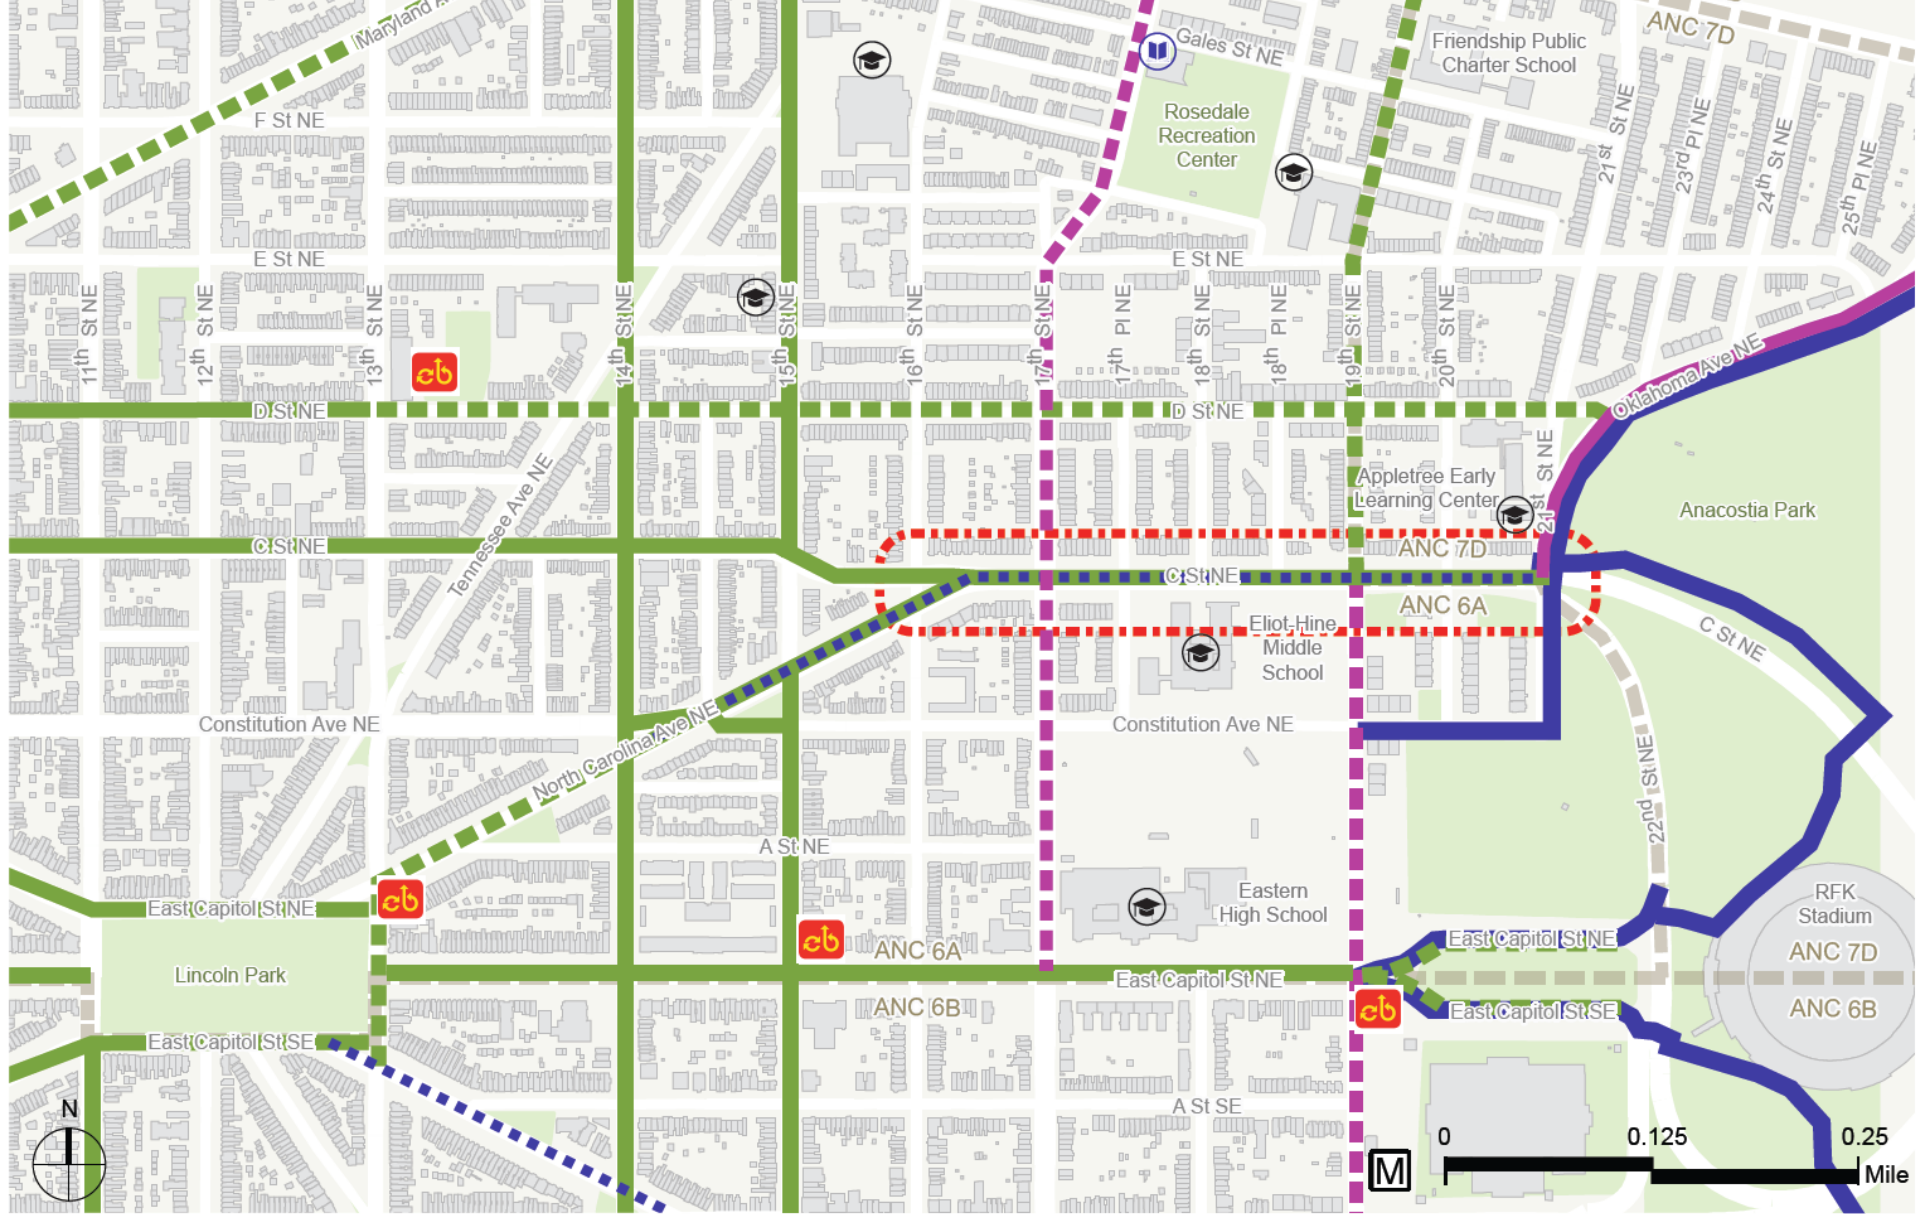 Maryland A
Gales St NE
Friendship Public
Charter School
ANC 7D
Rosedale
Recreation
Center
F St NE
21st St NE
23rd Pl NE
24th St NE
25th Pl NE
E St NE
E St NE
11th St NE
12th St NE
13th St NE
14th St NE
15th St NE
16th St NE
17th St NE
17th Pl NE
18th St NE
18th Pl NE
19th St NE
20th St NE
Oklahoma Ave NE
D St NE
D St NE
21st St NE
Tennessee Ave NE
Appletree Early
Learning Center
Anacostia Park
C St NE
ANC 7D
C St NE
ANC 6A
Eliot-Hine
Middle
School
C St NE
Constitution Ave NE
North Carolina Ave NE
Constitution Ave NE
22nd St NE
A St NE
East Capitol St NE
Eastern
High School
RFK
Stadium
East Capitol St NE
ANC 6A
ANC 7D
Lincoln Park
East Capitol St NE
ANC 6B
East Capitol St SE
ANC 6B
East Capitol St SE
N
A St SE
M
0 0.125 0.25
Mile